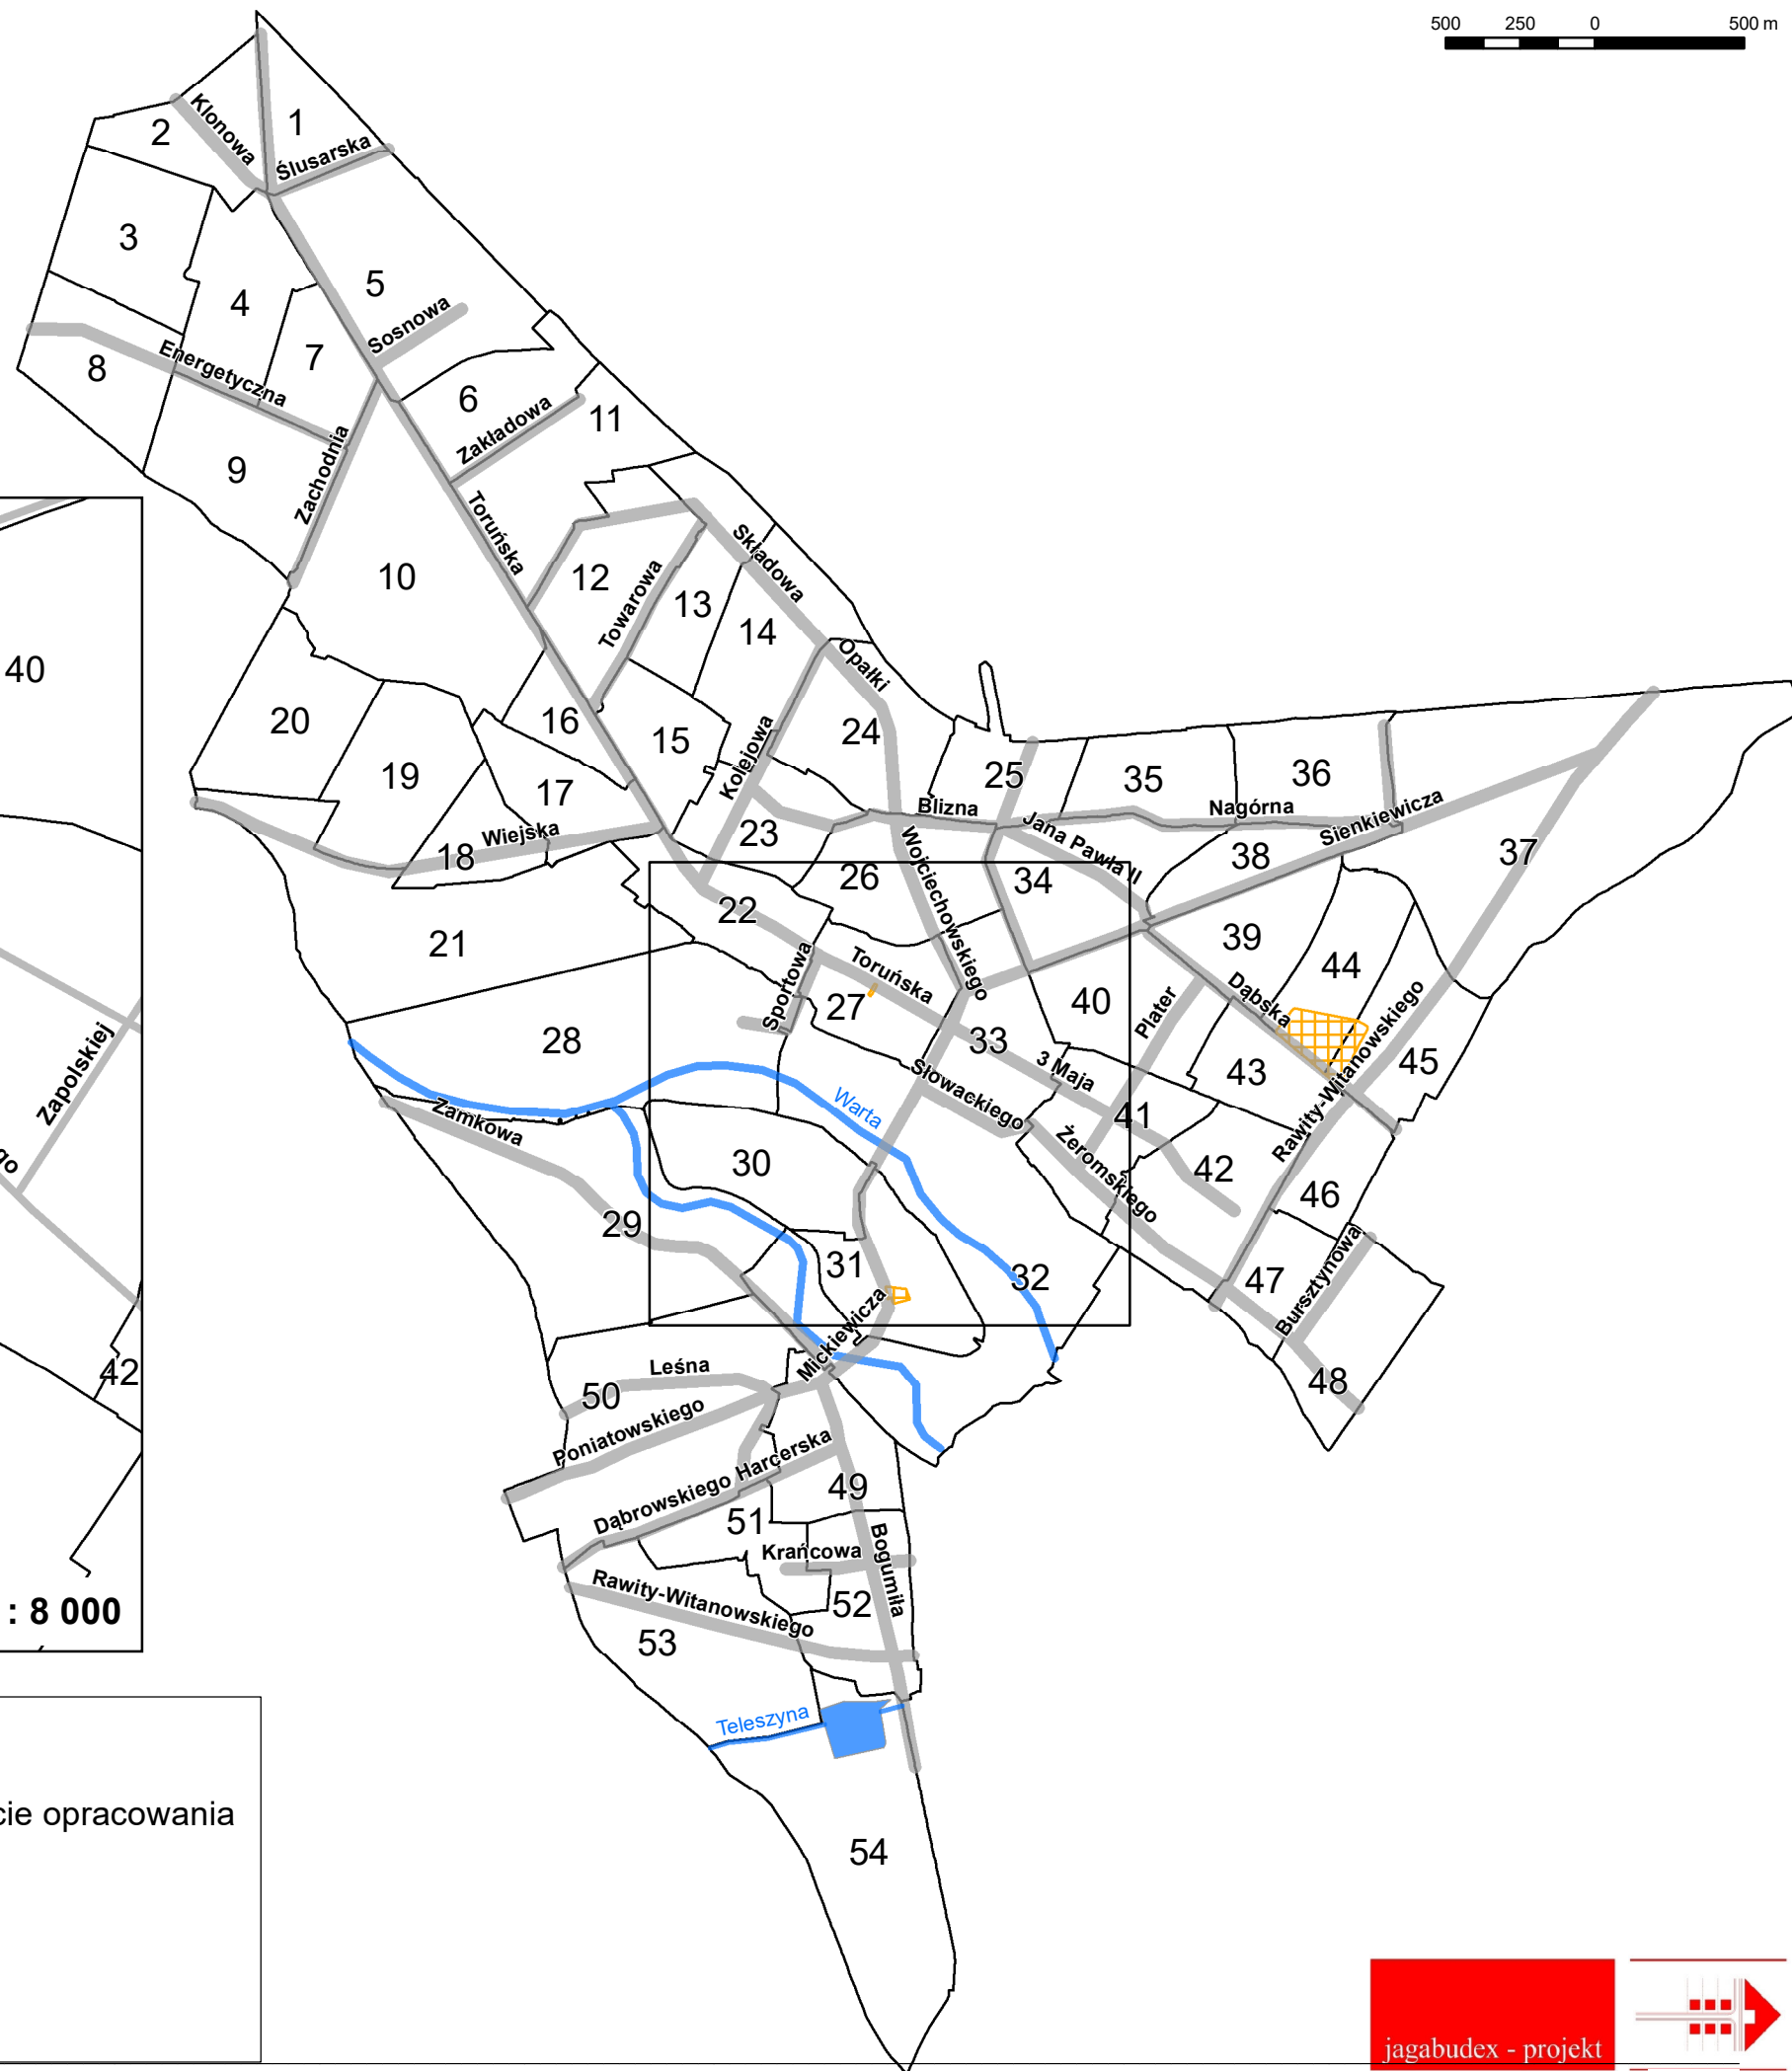 500 250 0 500 m
1
2
Klonowa
Ślusarska
3
4
5
Sosnowa
7
8
Energetyczna
6
Zakładowa
11
9
Zachodnia
Toruńska
10
12
Towarowa
13
14
Składowa
Opałki
20
19
16
15
Kolejowa
24
25
35
36
17
18
Wiejska
23
Blizna
Nagórna
Sienkiewicza
Jana Pawła II
37
38
26
34
Wojciechowskiego
22
21
39
44
Sportowa
Toruńska
27
28
33
40
Plater
Dąbska
43
45
Rawity-Witanowskiego
3 Maja
Słowackiego
Warta
Zamkowa
41
30
Żeromskiego
42
46
29
31
32
47
Bursztynowa
Mickiewicza
Leśna
50
48
Poniatowskiego
Dąbrowskiego
Harcerska
49
51
Krańcowa
Bogumiła
Rawity-Witanowskiego
52
53
Teleszyna
54
40
Zapolskiej
go
42
: 8 000
cie opracowania
jagabudex - projekt